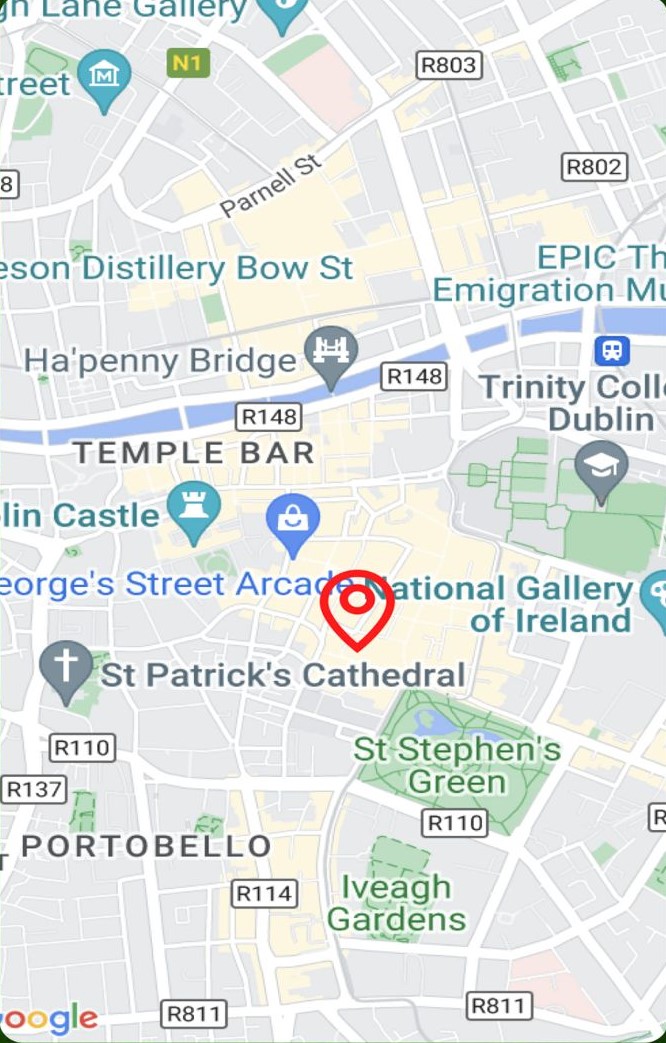 gh Lane Gallery
N1
R803
treet
R802
8
Parnell St
eson Distillery Bow St
EPIC Th
Emigration Mu
Ha'penny Bridge
R148
R148
Trinity Coll
Dublin
TEMPLE BAR
lin Castle
eorge's Street Arcade
National Gallery
of Ireland
St Patrick's Cathedral
R110
St Stephen's
Green
R137
R110
R
PORTOBELLO
T
R114
Iveagh
Gardens
R811
R811
oogle